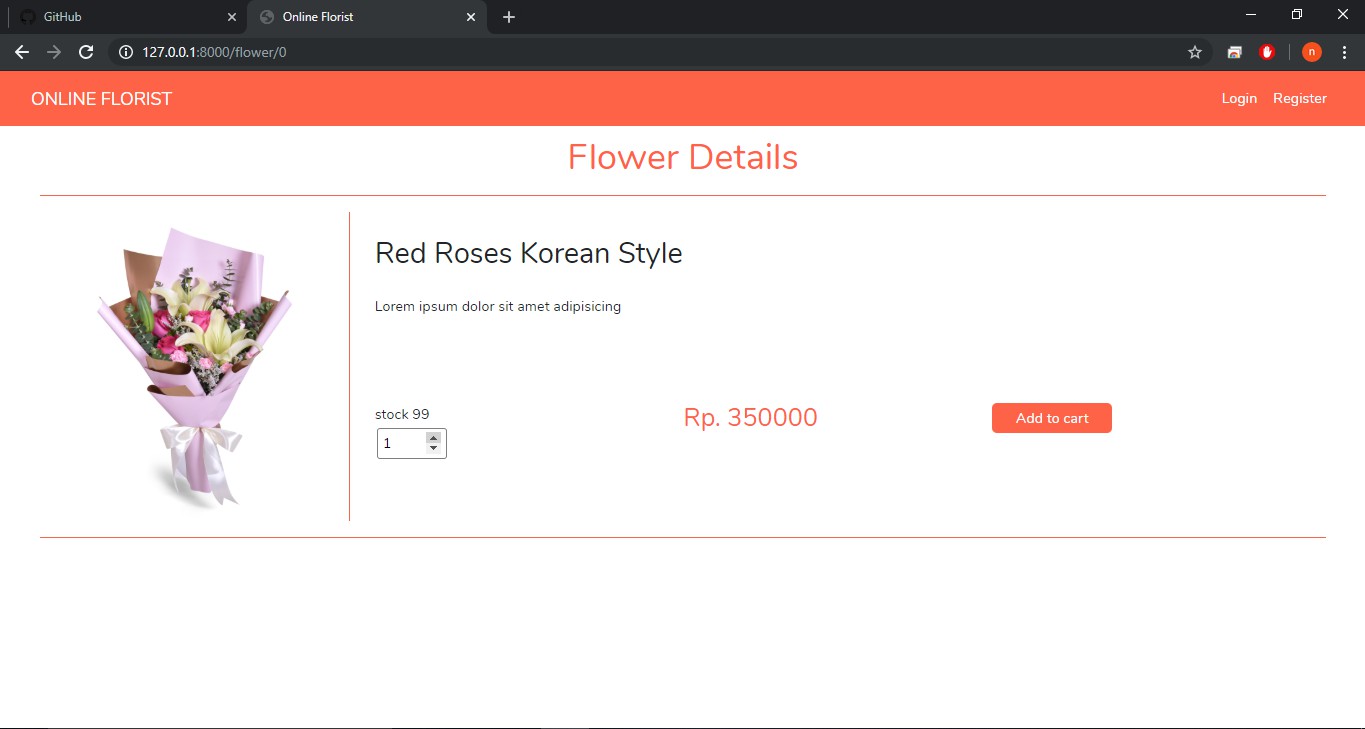 GitHub
Online Florist
127.0.0.1:8000/flower/0
n
ONLINE FLORIST
Login Register
Flower Details
Red Roses Korean Style
Lorem ipsum dolor sit amet adipisicing
stock 99
Rp. 350000
Add to cart
1